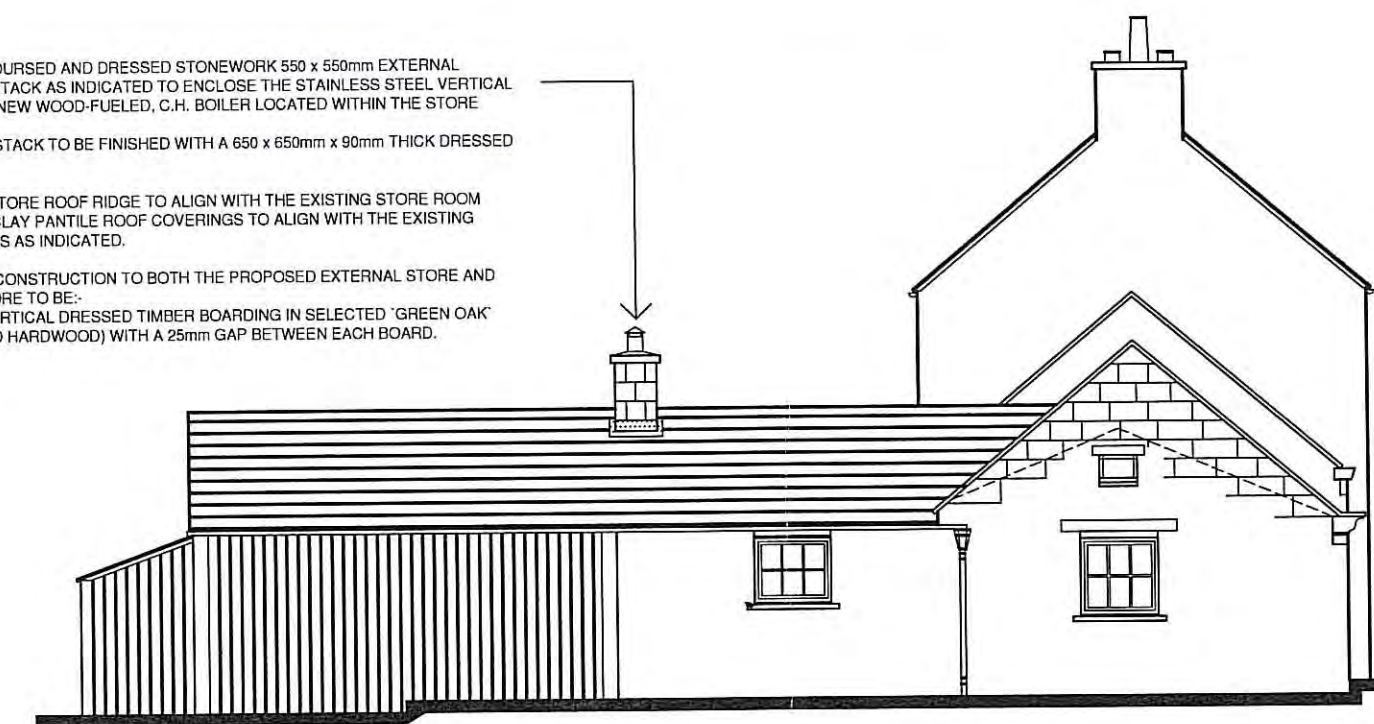 OURSED AND DRESSED STONEWORK 550 x 550mm EXTERNAL
TACK AS INDICATED TO ENCLOSE THE STAINLESS STEEL VERTICAL
NEW WOOD-FUELED, C.H. BOILER LOCATED WITHIN THE STORE
STACK TO BE FINISHED WITH A 650 x 650mm x 90mm THICK DRESSED
TORE ROOF RIDGE TO ALIGN WITH THE EXISTING STORE ROOM
CLAY PANTILE ROOF COVERINGS TO ALIGN WITH THE EXISTING
S AS INDICATED.
CONSTRUCTION TO BOTH THE PROPOSED EXTERNAL STORE AND
ORE TO BE:-
ERTICAL DRESSED TIMBER BOARDING IN SELECTED "GREEN OAK"
D HARDWOOD) WITH A 25mm GAP BETWEEN EACH BOARD.